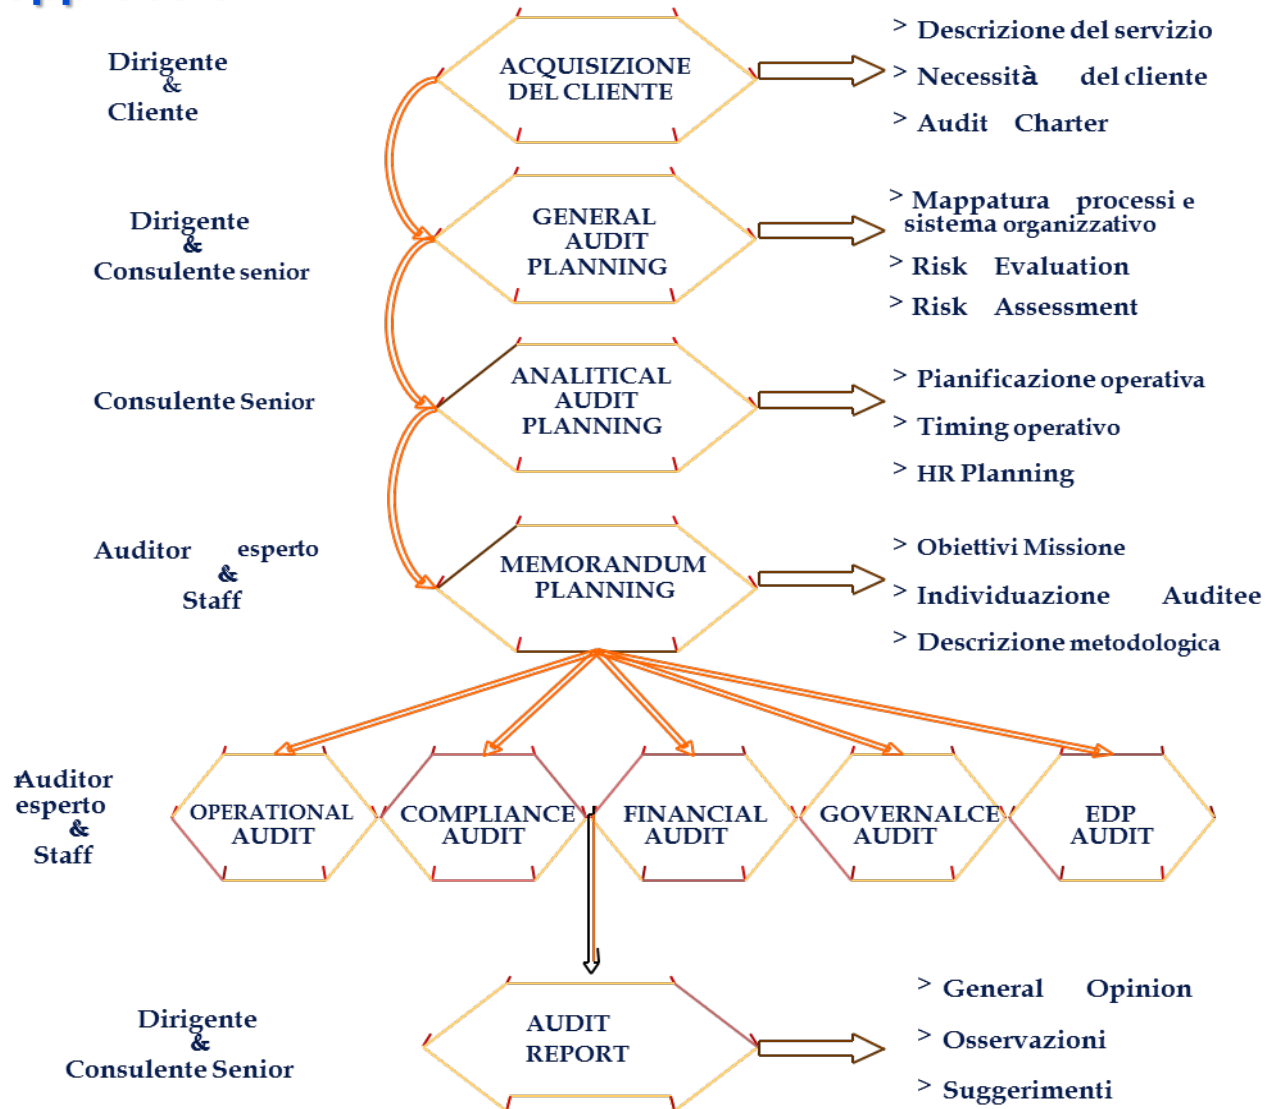 Dirigente
&
Cliente
ACQUISIZIONE
DEL CLIENTE
> Descrizione del servizio
> Necessità del cliente
> Audit Charter
Dirigente
&
Consulente senior
GENERAL
AUDIT
PLANNING
> Mappatura processi e
sistema organizzativo
> Risk Evaluation
> Risk Assessment
Consulente Senior
ANALITICAL
AUDIT
PLANNING
> Pianificazione operativa
> Timing operativo
> HR Planning
Auditor esperto
&
Staff
MEMORANDUM
PLANNING
> Obiettivi Missione
> Individuazione Auditee
> Descrizione metodologica
Auditor
esperto
&
Staff
OPERATIONAL
AUDIT
COMPLIANCE
AUDIT
FINANCIAL
AUDIT
GOVERNALCE
AUDIT
EDP
AUDIT
Dirigente
&
Consulente Senior
AUDIT
REPORT
> General Opinion
> Osservazioni
> Suggerimenti